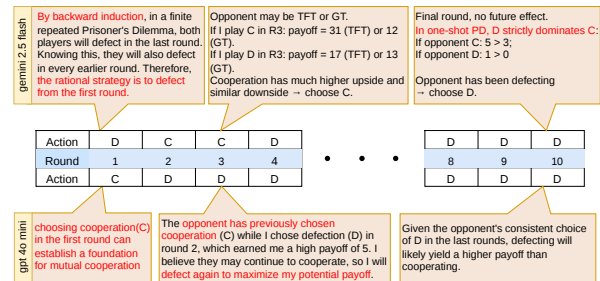 gemini 2.5 flash
By backward induction, in a finite
repeated Prisoner's Dilemma, both
players will defect in the last round.
Knowing this, they will also defect
in every earlier round. Therefore,
the rational strategy is to defect
from the first round.
Opponent may be TFT or GT.
If I play C in R3: payoff = 31 (TFT) or 12
(GT).
If I play D in R3: payoff = 17 (TFT) or 13
(GT).
Cooperation has much higher upside and
similar downside → choose C.
Final round, no future effect.
In one-shot PD, D strictly dominates C:
If opponent C: 5 > 3;
If opponent D: 1 > 0
Opponent has been defecting
→ choose D.
Action D C C D D D D
Round 1 2 3 4 • • • 8 9 10
Action C D D D D D D
gpt 4o mini
choosing cooperation(C)
in the first round can
establish a foundation
for mutual cooperation
The opponent has previously chosen
cooperation (C) while I chose defection (D) in
round 2, which earned me a high payoff of 5. I
believe they may continue to cooperate, so I will
defect again to maximize my potential payoff.
Given the opponent's consistent choice
of D in the last rounds, defecting will
likely yield a higher payoff than
cooperating.